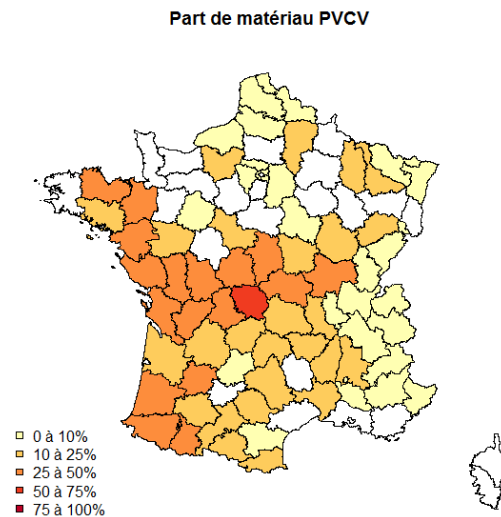 Part de matériau PVCV
0 à 10%
10 à 25%
25 à 50%
50 à 75%
75 à 100%